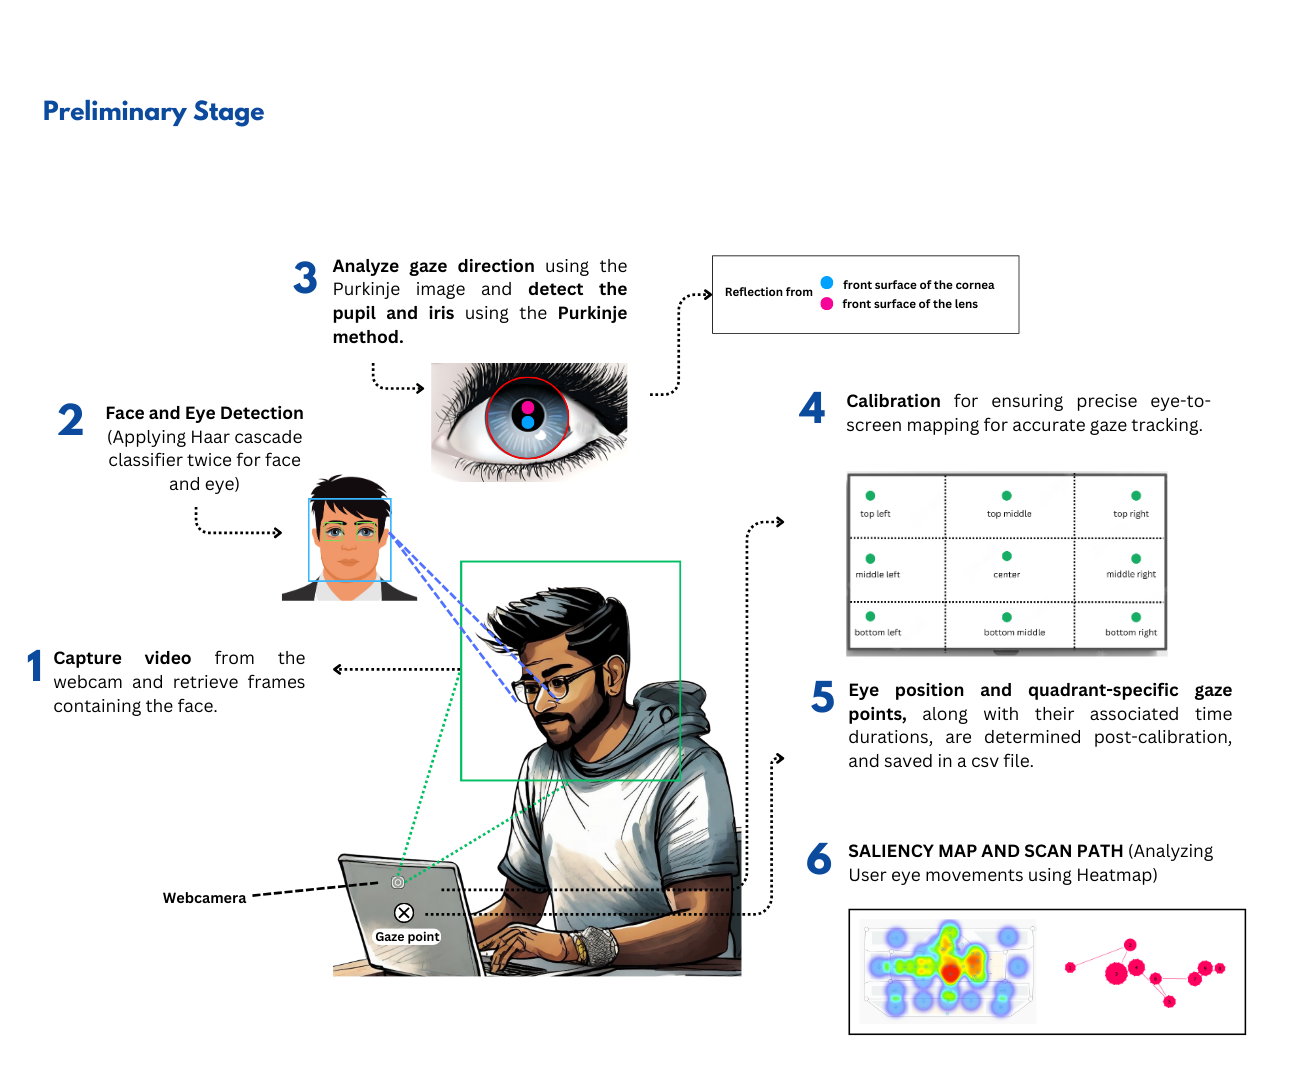 Preliminary Stage
3
Analyze gaze direction using the
Purkinje image and detect the
pupil and iris using the Purkinje
method.
Reflection from
front surface of the cornea
front surface of the lens
2
Face and Eye Detection
(Applying Haar cascade
classifier twice for face
and eye)
4
Calibration for ensuring precise eye-to-
screen mapping for accurate gaze tracking.
top left
top middle
top right
middle left
center
middle right
bottom left
bottom middle
bottom right
1
Capture video from the
webcam and retrieve frames
containing the face.
5
Eye position and quadrant-specific gaze
points, along with their associated time
durations, are determined post-calibration,
and saved in a csv file.
6
SALIENCY MAP AND SCAN PATH (Analyzing
User eye movements using Heatmap)
Webcamera
Gaze point